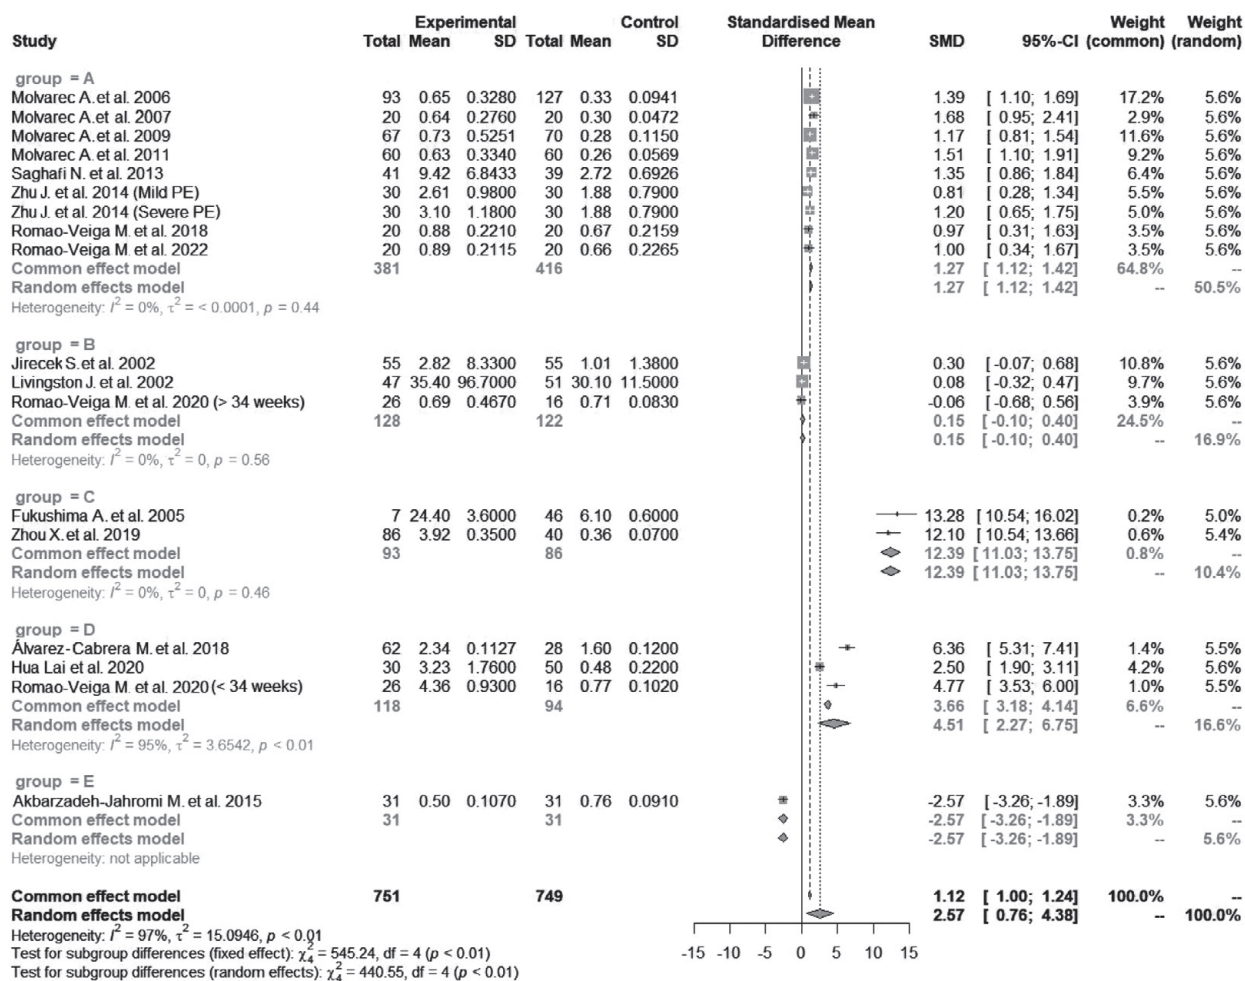 Experimental Control Standardised Mean Weight Weight
Study Total Mean SD Total Mean SD Difference SMD 95%-CI (common) (random)
group = A
Molvarec A. et al. 2006 93 0.65 0.3280 127 0.33 0.0941 1.39 [ 1.10; 1.69] 17.2% 5.6%
Molvarec A. et al. 2007 20 0.64 0.2760 20 0.30 0.0472 1.68 [ 0.95; 2.41] 2.9% 5.6%
Molvarec A. et al. 2009 67 0.73 0.5251 70 0.28 0.1150 1.17 [ 0.81; 1.54] 11.6% 5.6%
Molvarec A. et al. 2011 60 0.63 0.3340 60 0.26 0.0569 1.51 [ 1.10; 1.91] 9.2% 5.6%
Saghafi N. et al. 2013 41 9.42 6.8433 39 2.72 0.6926 1.35 [ 0.86; 1.84] 6.4% 5.6%
Zhu J. et al. 2014 (Mild PE) 30 2.61 0.9800 30 1.88 0.7900 0.81 [ 0.28; 1.34] 5.5% 5.6%
Zhu J. et al. 2014 (Severe PE) 30 3.10 1.1800 30 1.88 0.7900 1.20 [ 0.65; 1.75] 5.0% 5.6%
Romao-Veiga M. et al. 2018 20 0.88 0.2210 20 0.67 0.2159 0.97 [ 0.31; 1.63] 3.5% 5.6%
Romao-Veiga M. et al. 2022 20 0.89 0.2115 20 0.66 0.2265 1.00 [ 0.34; 1.67] 3.5% 5.6%
Common effect model 381 416 1.27 [ 1.12; 1.42] 64.8% --
Random effects model 1.27 [ 1.12; 1.42] -- 50.5%
Heterogeneity: I² = 0%, τ² = < 0.0001, p = 0.44
group = B
Jirecek S. et al. 2002 55 2.82 8.3300 55 1.01 1.3800 0.30 [-0.07; 0.68] 10.8% 5.6%
Livingston J. et al. 2002 47 35.40 96.7000 51 30.10 11.5000 0.08 [-0.32; 0.47] 9.7% 5.6%
Romao-Veiga M. et al. 2020 (> 34 weeks) 26 0.69 0.4670 16 0.71 0.0830 -0.06 [-0.68; 0.56] 3.9% 5.6%
Common effect model 128 122 0.15 [-0.10; 0.40] 24.5% --
Random effects model 0.15 [-0.10; 0.40] -- 16.9%
Heterogeneity: I² = 0%, τ² = 0, p = 0.56
group = C
Fukushima A. et al. 2005 7 24.40 3.6000 46 6.10 0.6000 13.28 [10.54; 16.02] 0.2% 5.0%
Zhou X. et al. 2019 86 3.92 0.3500 40 0.36 0.0700 12.10 [10.54; 13.66] 0.6% 5.4%
Common effect model 93 86 12.39 [11.03; 13.75] 0.8% --
Random effects model 12.39 [11.03; 13.75] -- 10.4%
Heterogeneity: I² = 0%, τ² = 0, p = 0.46
group = D
Álvarez-Cabrera M. et al. 2018 62 2.34 0.1127 28 1.60 0.1200 6.36 [ 5.31; 7.41] 1.4% 5.5%
Hua Lai et al. 2020 30 3.23 1.7600 50 0.48 0.2200 2.50 [ 1.90; 3.11] 4.2% 5.6%
Romao-Veiga M. et al. 2020 (< 34 weeks) 26 4.36 0.9300 16 0.77 0.1020 4.77 [ 3.53; 6.00] 1.0% 5.5%
Common effect model 118 94 3.66 [ 3.18; 4.14] 6.6% --
Random effects model 4.51 [ 2.27; 6.75] -- 16.6%
Heterogeneity: I² = 95%, τ² = 3.6542, p < 0.01
group = E
Akbarzadeh-Jahromi M. et al. 2015 31 0.50 0.1070 31 0.76 0.0910 -2.57 [-3.26; -1.89] 3.3% 5.6%
Common effect model 31 31 -2.57 [-3.26; -1.89] 3.3% --
Random effects model -2.57 [-3.26; -1.89] -- 5.6%
Heterogeneity: not applicable
Common effect model 751 749 1.12 [ 1.00; 1.24] 100.0% --
Random effects model 2.57 [ 0.76; 4.38] -- 100.0%
Heterogeneity: I² = 97%, τ² = 15.0946, p < 0.01
Test for subgroup differences (fixed effect): χ²₄ = 545.24, df = 4 (p < 0.01)
Test for subgroup differences (random effects): χ²₄ = 440.55, df = 4 (p < 0.01)
-15 -10 -5 0 5 10 15